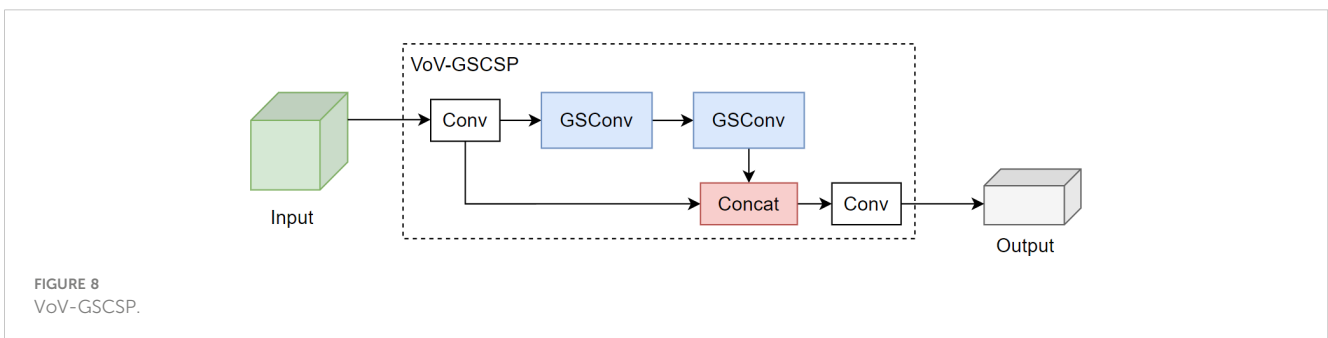 VoV-GSCSP
Conv
GSConv
GSConv
Input
Concat
Conv
Output
FIGURE 8
VoV-GSCSP.